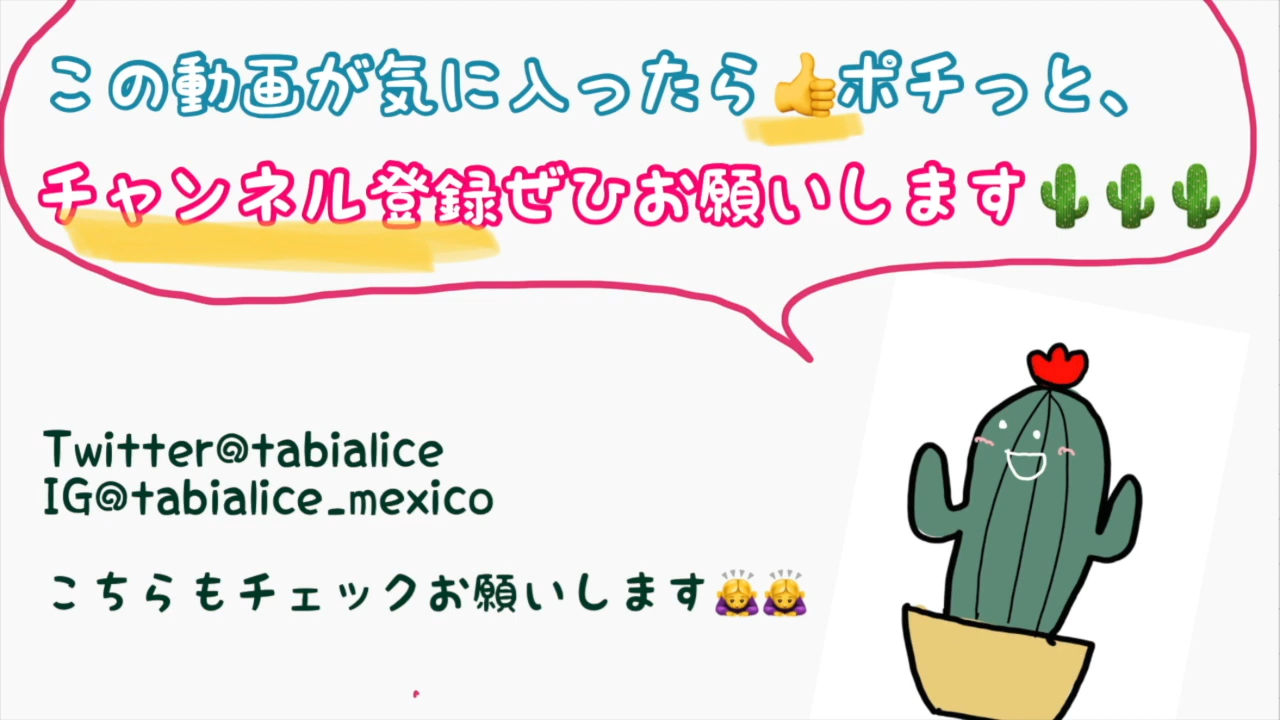 この動画が気に入ったら👍ポチっと、
チャンネル登録ぜひお願いします🌵🌵🌵
Twitter@tabialice
IG@tabialice_mexico
こちらもチェックお願いします🙇‍♀️🙇‍♀️